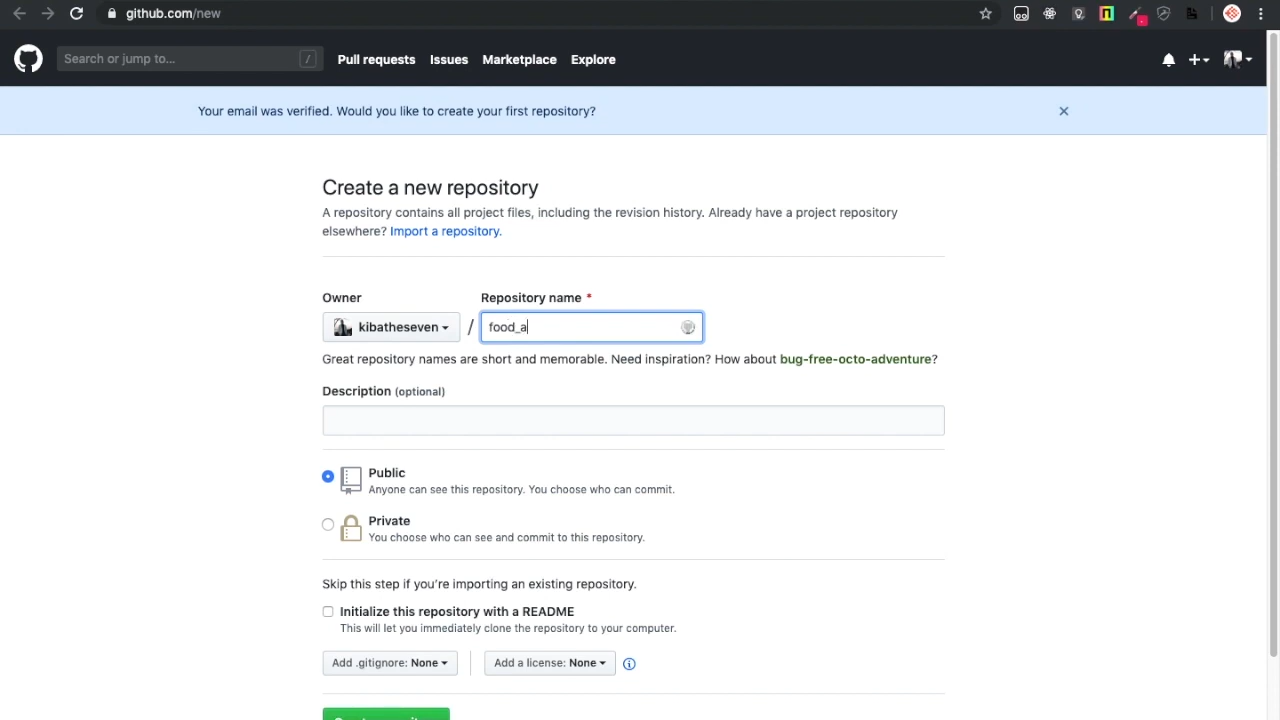 github.com/new
Search or jump to... /
Pull requests Issues Marketplace Explore
Your email was verified. Would you like to create your first repository?
Create a new repository
A repository contains all project files, including the revision history. Already have a project repository
elsewhere? Import a repository.
Owner
Repository name *
kibatheseven / food_a
Great repository names are short and memorable. Need inspiration? How about bug-free-octo-adventure?
Description (optional)
Public
Anyone can see this repository. You choose who can commit.
Private
You choose who can see and commit to this repository.
Skip this step if you're importing an existing repository.
Initialize this repository with a README
This will let you immediately clone the repository to your computer.
Add .gitignore: None
Add a license: None